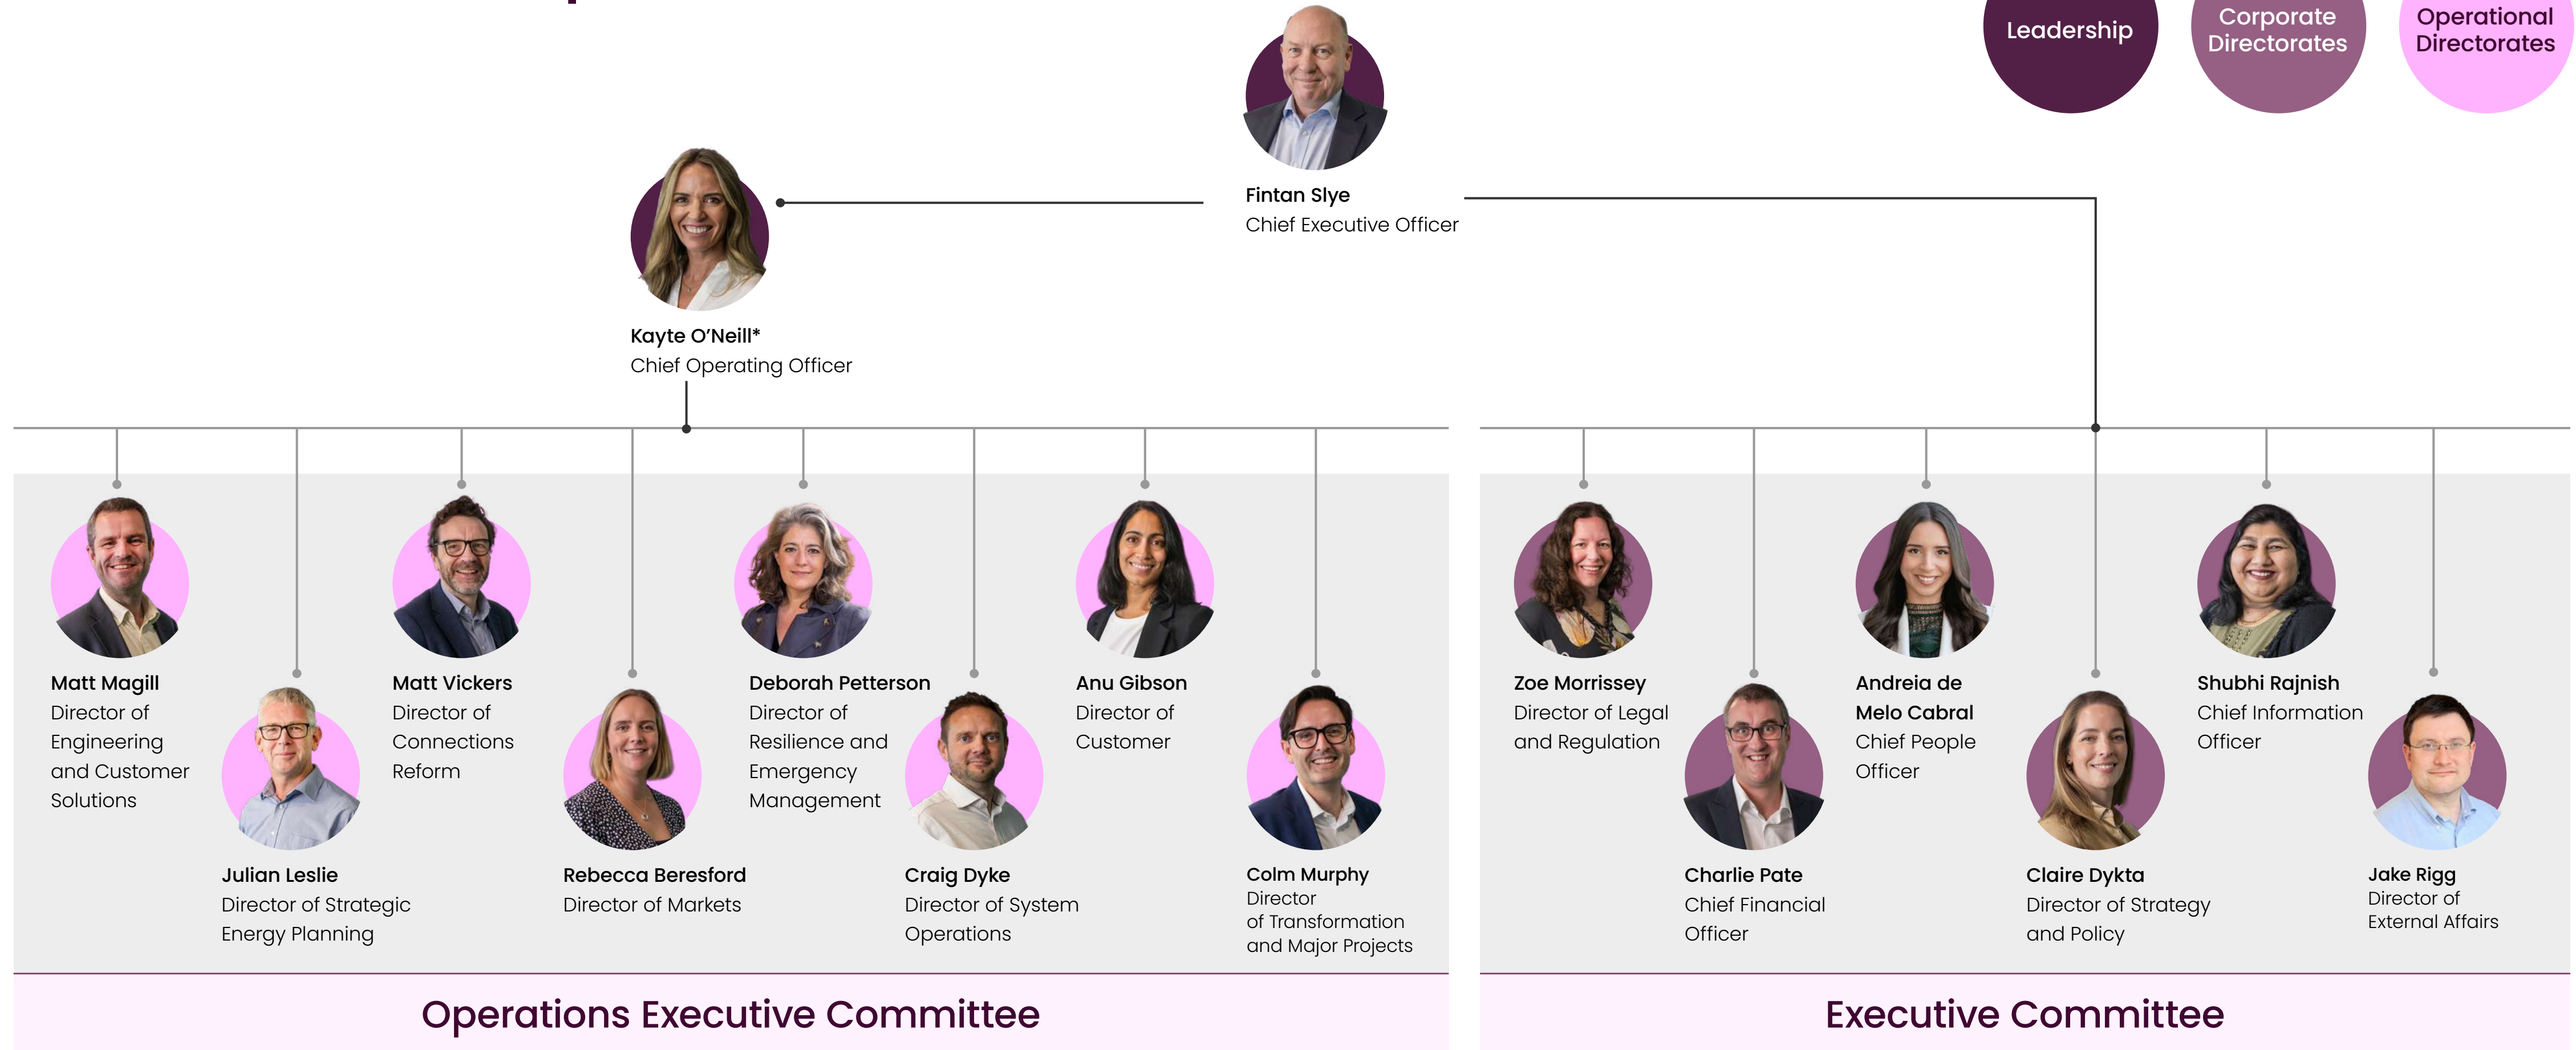 Leadership
Corporate
Directorates
Operational
Directorates
Fintan Slye
Chief Executive Officer
Kayte O’Neill*
Chief Operating Officer
Matt Magill
Director of
Engineering
and Customer
Solutions
Julian Leslie
Director of Strategic
Energy Planning
Matt Vickers
Director of
Connections
Reform
Rebecca Beresford
Director of Markets
Deborah Petterson
Director of
Resilience and
Emergency
Management
Craig Dyke
Director of System
Operations
Anu Gibson
Director of
Customer
Colm Murphy
Director
of Transformation
and Major Projects
Operations Executive Committee
Zoe Morrissey
Director of Legal
and Regulation
Charlie Pate
Chief Financial
Officer
Andreia de
Melo Cabral
Chief People
Officer
Claire Dykta
Director of Strategy
and Policy
Shubhi Rajnish
Chief Information
Officer
Jake Rigg
Director of
External Affairs
Executive Committee